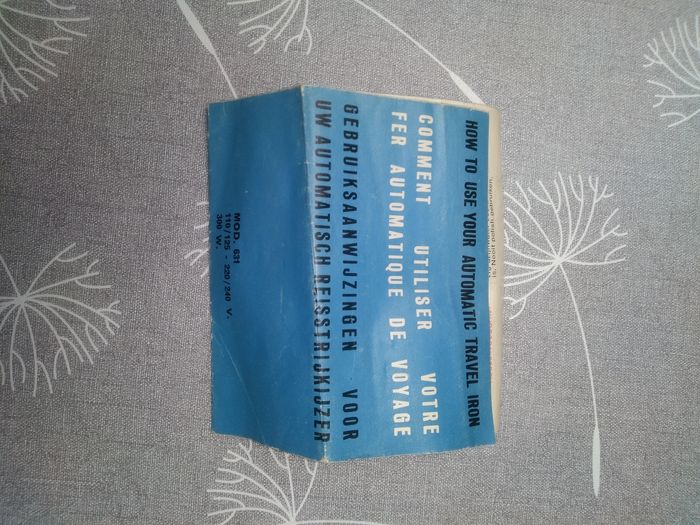 HOW TO USE YOUR AUTOMATIC TRAVEL IRON
COMMENT UTILISER VOTRE
FER AUTOMATIQUE DE VOYAGE
GEBRUIKSAANWIJZINGEN VOOR
UW AUTOMATISCH REISSTRIJKIJZER
MOD. 631
110/125 - 220/240 V.
300 W.